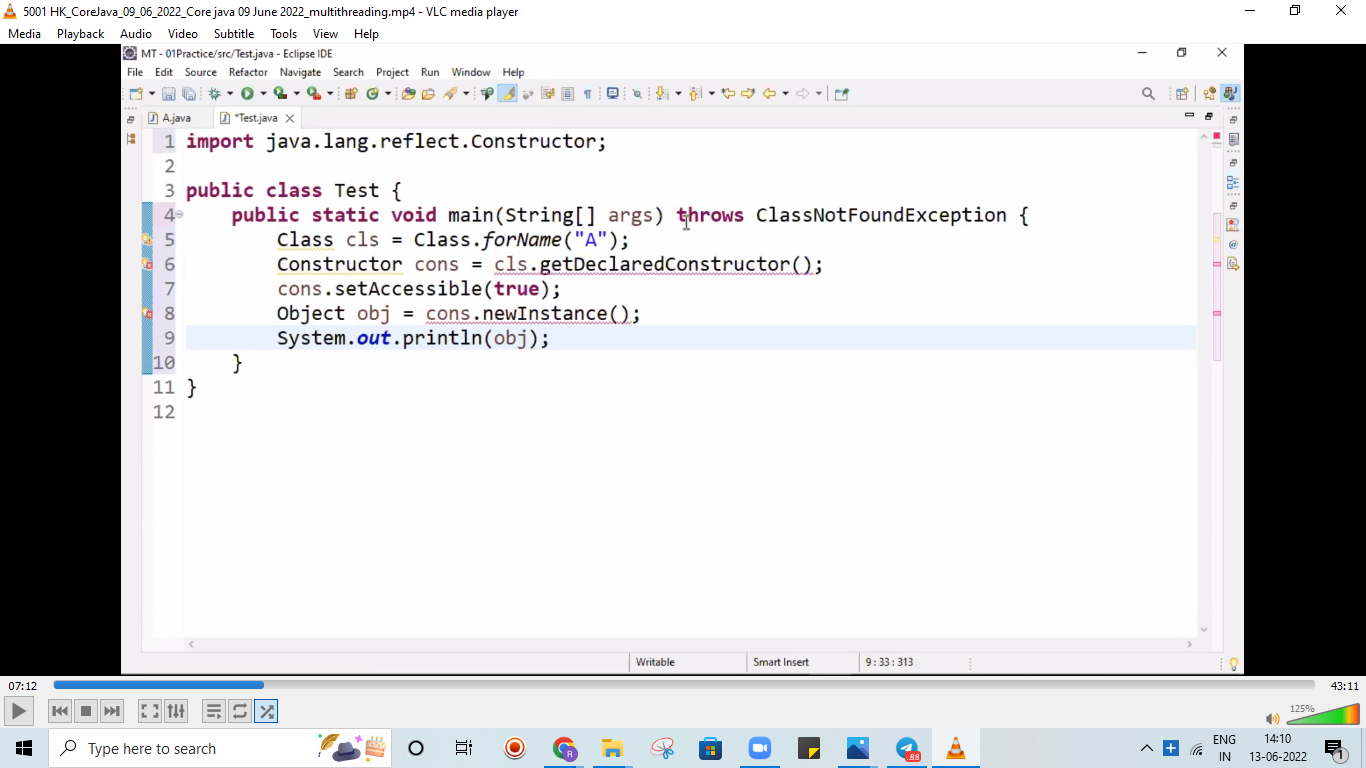 5001 HK_CoreJava_09_06_2022_Core java 09 June 2022_multithreading.mp4 - VLC media player
Media Playback Audio Video Subtitle Tools View Help
MT - 01Practice/src/Test.java - Eclipse IDE
File Edit Source Refactor Navigate Search Project Run Window Help
A.java *Test.java
1 import java.lang.reflect.Constructor;
2
3 public class Test {
4 public static void main(String[] args) throws ClassNotFoundException {
5 Class cls = Class.forName("A");
6 Constructor cons = cls.getDeclaredConstructor();
7 cons.setAccessible(true);
8 Object obj = cons.newInstance();
9 System.out.println(obj);
10 }
11 }
12
Writable Smart Insert 9 : 33 : 313
07:12 43:11
125%
Type here to search 88 ENG 14:10
IN 13-06-2022 1